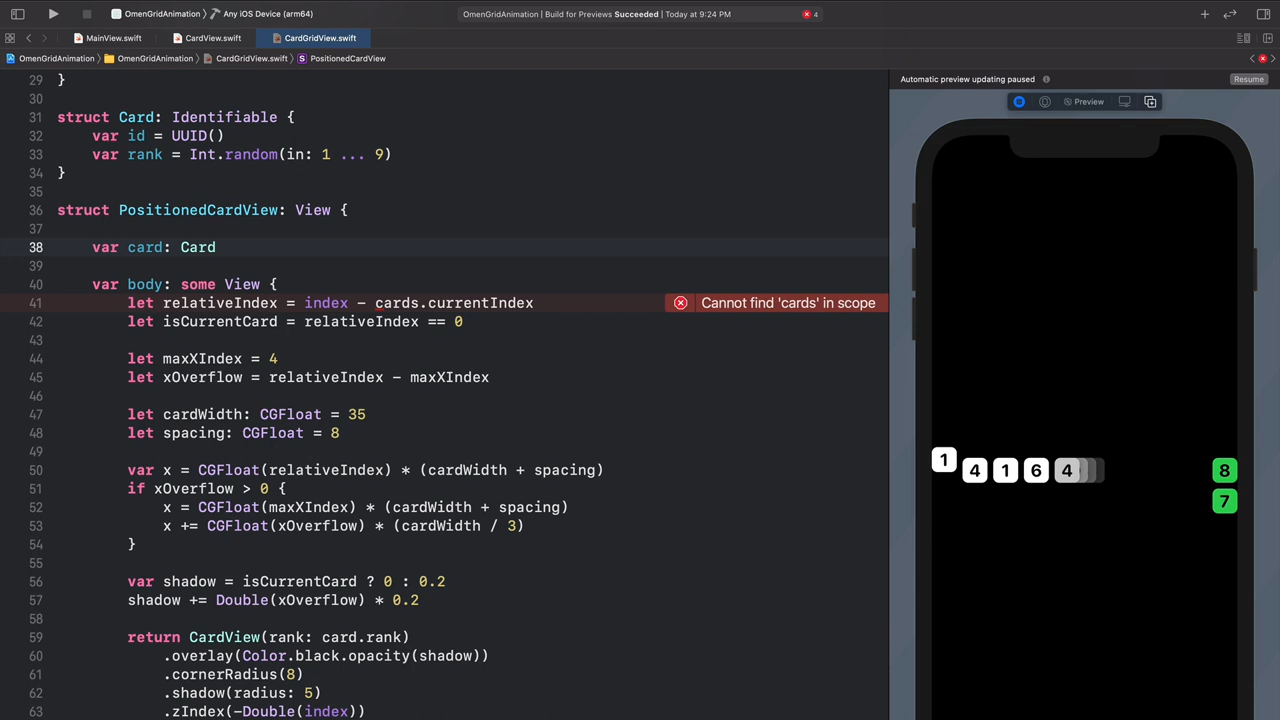 OmenGridAnimation
Any iOS Device (arm64)
OmenGridAnimation | Build for Previews Succeeded | Today at 9:24 PM
4
MainView.swift
CardView.swift
CardGridView.swift
OmenGridAnimation
OmenGridAnimation
CardGridView.swift
S PositionedCardView
29 }
30
31 struct Card: Identifiable {
32 var id = UUID()
33 var rank = Int.random(in: 1 ... 9)
34 }
35
36 struct PositionedCardView: View {
37
38 var card: Card
39
40 var body: some View {
41 let relativeIndex = index - cards.currentIndex Cannot find 'cards' in scope
42 let isCurrentCard = relativeIndex == 0
43
44 let maxXIndex = 4
45 let xOverflow = relativeIndex - maxXIndex
46
47 let cardWidth: CGFloat = 35
48 let spacing: CGFloat = 8
49
50 var x = CGFloat(relativeIndex) * (cardWidth + spacing)
51 if xOverflow > 0 {
52 x = CGFloat(maxXIndex) * (cardWidth + spacing)
53 x += CGFloat(xOverflow) * (cardWidth / 3)
54 }
55
56 var shadow = isCurrentCard ? 0 : 0.2
57 shadow += Double(xOverflow) * 0.2
58
59 return CardView(rank: card.rank)
60 .overlay(Color.black.opacity(shadow))
61 .cornerRadius(8)
62 .shadow(radius: 5)
63 .zIndex(-Double(index))
Automatic preview updating paused
Resume
Preview
1 4 1 6 4 8
7